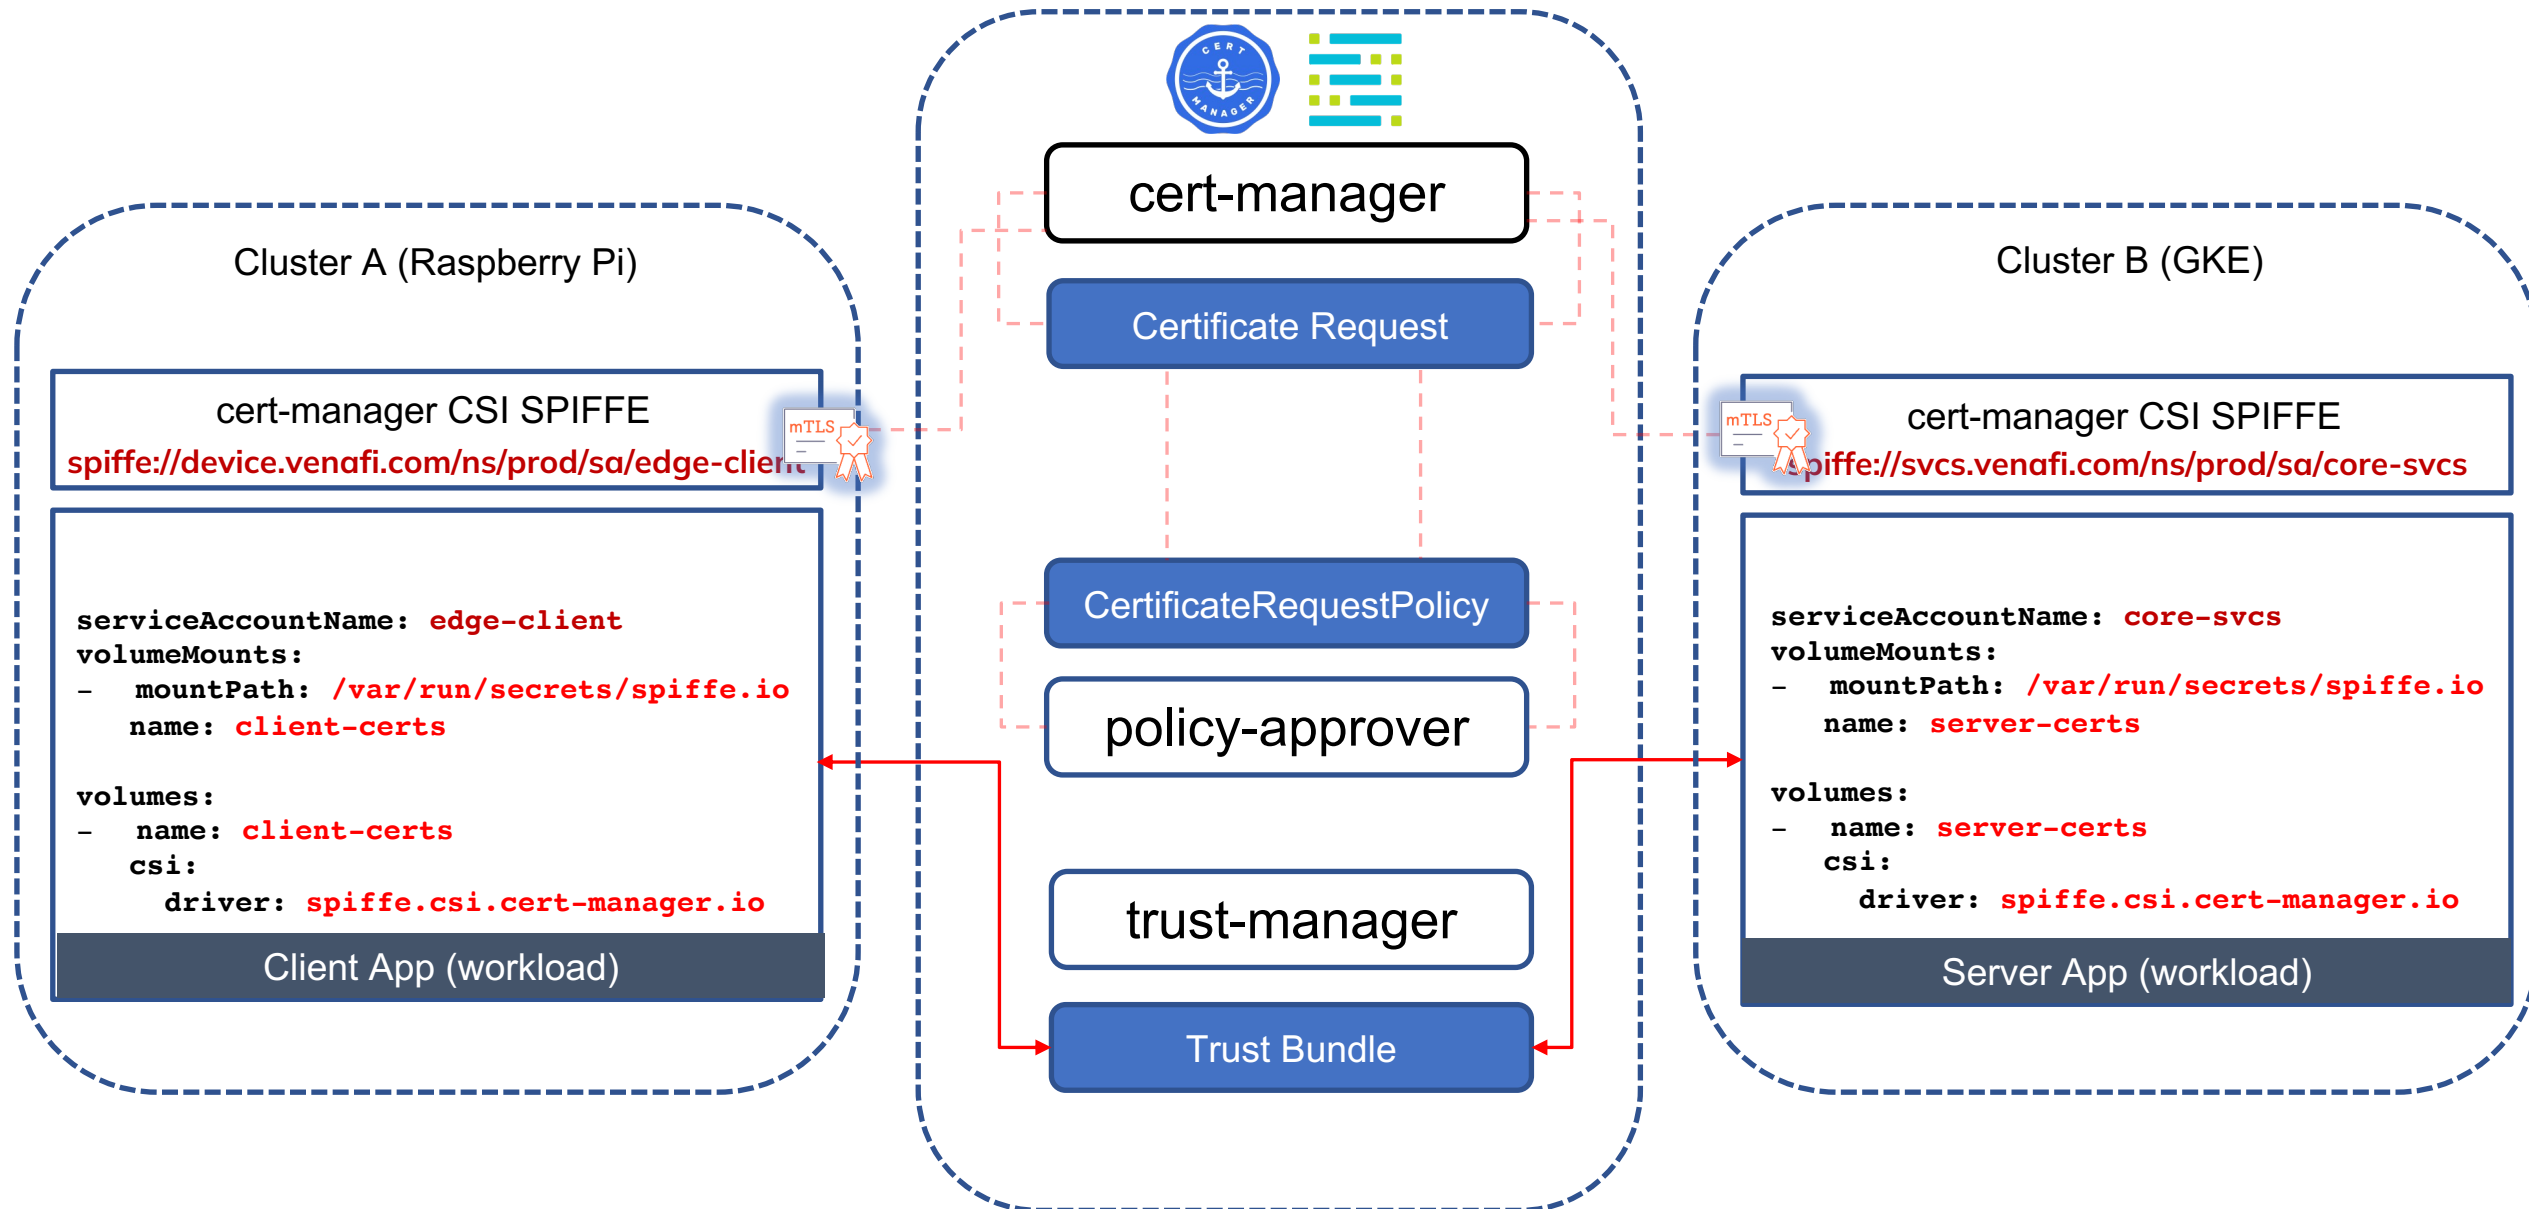 CERT
MANAGER
cert-manager
Certificate Request
CertificateRequestPolicy
policy-approver
trust-manager
Trust Bundle
Cluster A (Raspberry Pi)
cert-manager CSI SPIFFE
spiffe://device.venafi.com/ns/prod/sa/edge-client
mTLS
serviceAccountName: edge-client
volumeMounts:
– mountPath: /var/run/secrets/spiffe.io
name: client-certs
volumes:
– name: client-certs
csi:
driver: spiffe.csi.cert-manager.io
Client App (workload)
Cluster B (GKE)
cert-manager CSI SPIFFE
mTLS
spiffe://svcs.venafi.com/ns/prod/sa/core-svcs
serviceAccountName: core-svcs
volumeMounts:
– mountPath: /var/run/secrets/spiffe.io
name: server-certs
volumes:
– name: server-certs
csi:
driver: spiffe.csi.cert-manager.io
Server App (workload)